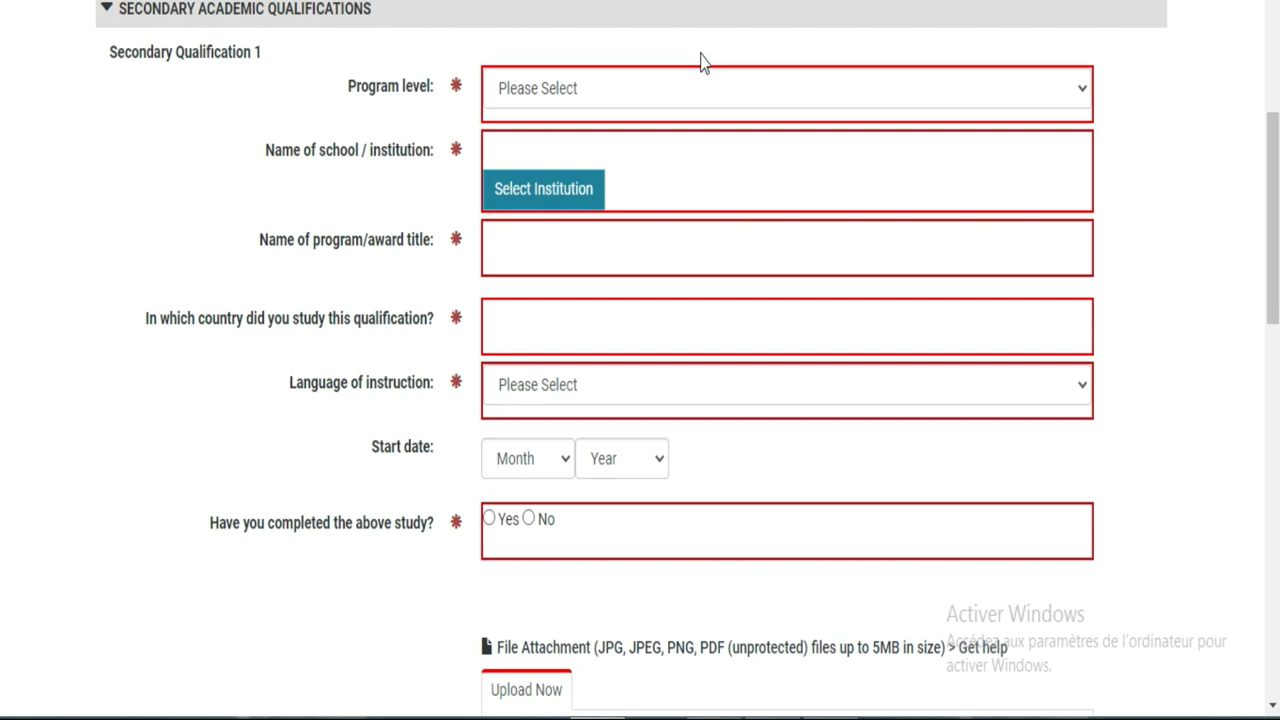 SECONDARY ACADEMIC QUALIFICATIONS
Secondary Qualification 1
Program level: * Please Select
Name of school / institution: *
Select Institution
Name of program/award title: *
In which country did you study this qualification? *
Language of instruction: * Please Select
Start date: Month Year
Have you completed the above study? * Yes No
File Attachment (JPG, JPEG, PNG, PDF (unprotected) files up to 5MB in size) > Get help
Upload Now
Activer Windows
Accédez aux paramètres de l'ordinateur pour
activer Windows.